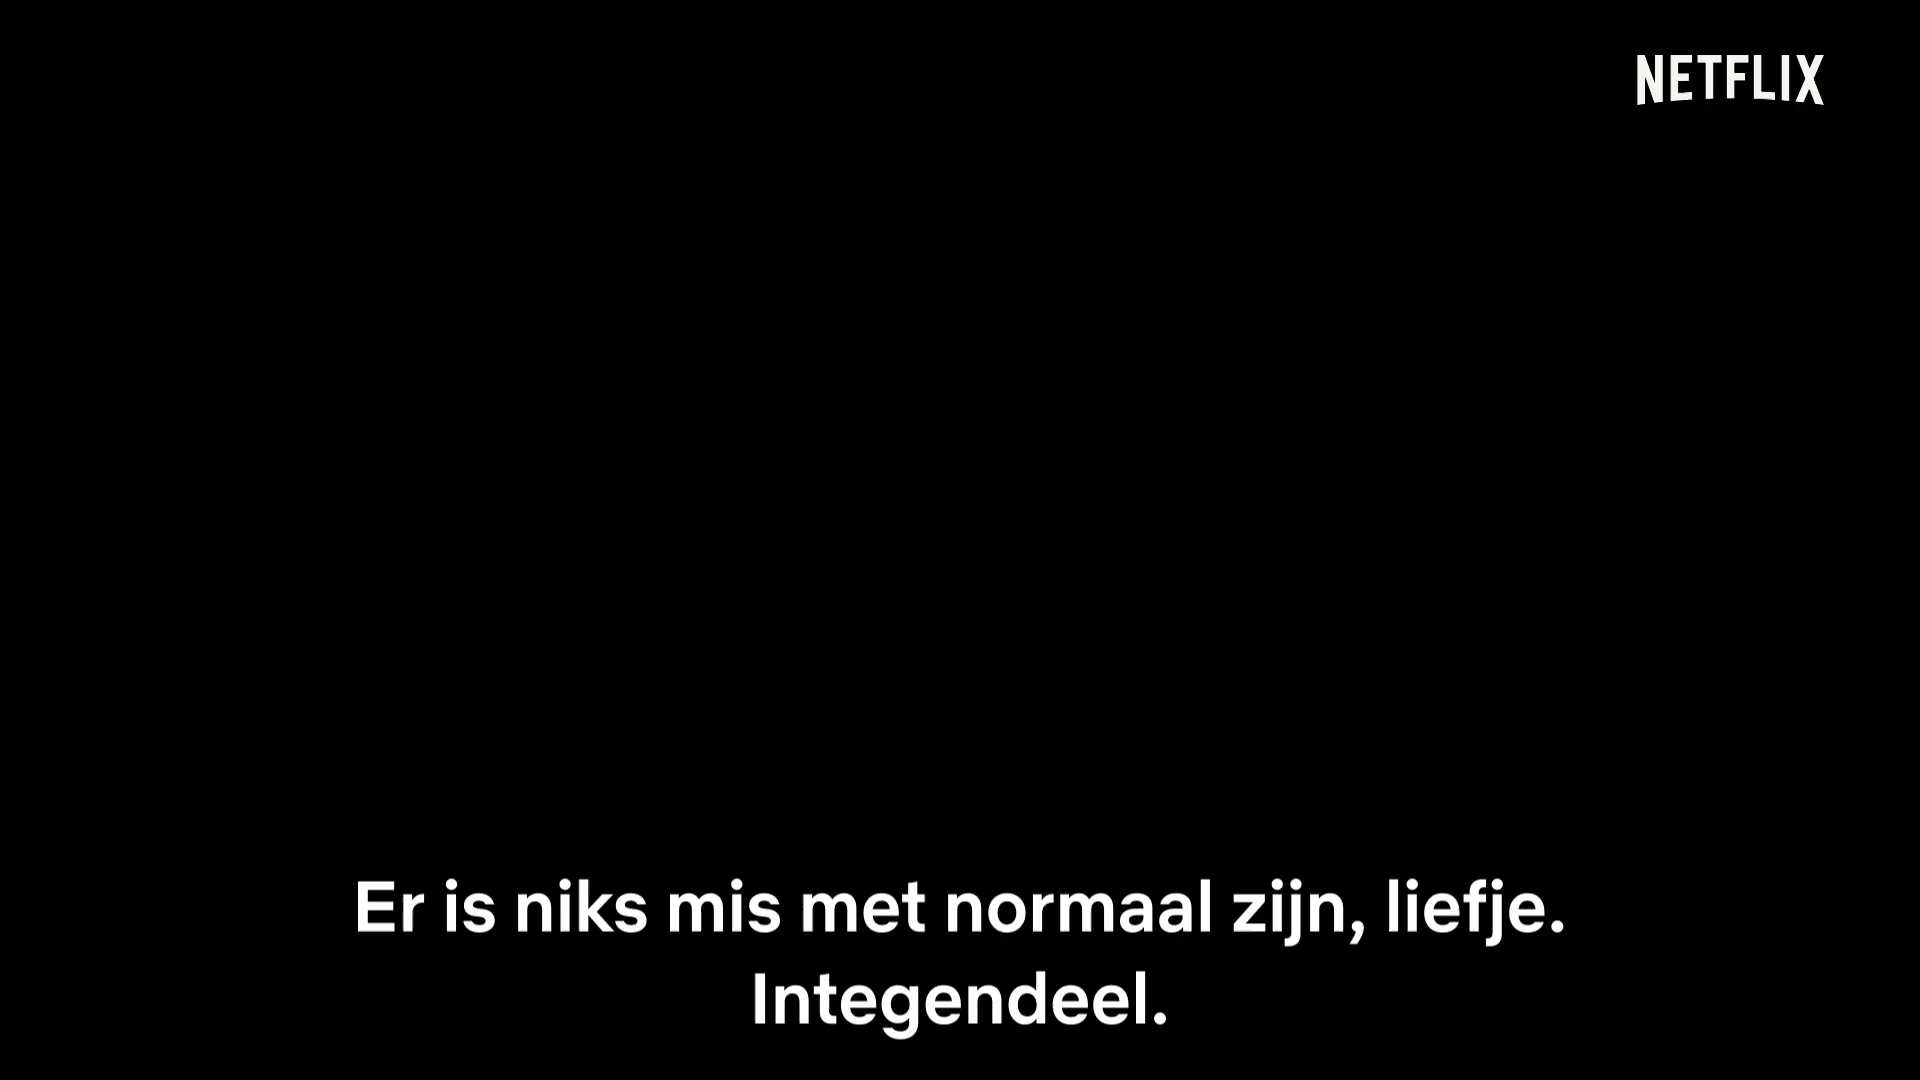 NETFLIX
Er is niks mis met normaal zijn, liefje.
Integendeel.